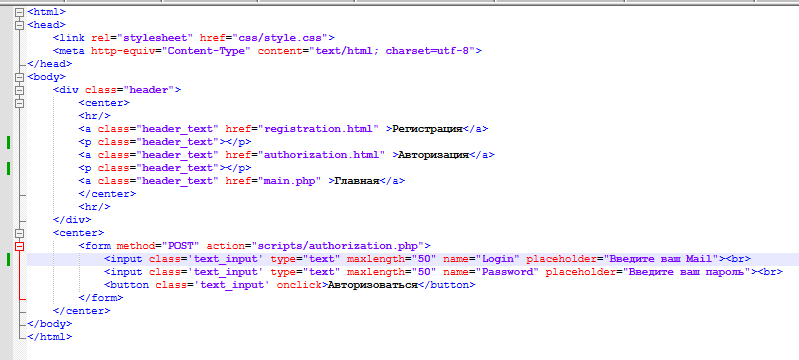 <html>
<head>
<link rel="stylesheet" href="css/style.css">
<meta http-equiv="Content-Type" content="text/html; charset=utf-8">
</head>
<body>
<div class="header">
<center>
<hr/>
<a class="header_text" href="registration.html" >Регистрация</a>
<p class="header_text"></p>
<a class="header_text" href="authorization.html" >Авторизация</a>
<p class="header_text"></p>
<a class="header_text" href="main.php" >Главная</a>
</center>
<hr/>
</div>
<center>
<form method="POST" action="scripts/authorization.php">
<input class='text_input' type="text" maxlength="50" name="Login" placeholder="Введите ваш Mail"><br>
<input class='text_input' type="text" maxlength="50" name="Password" placeholder="Введите ваш пароль"><br>
<button class='text_input' onclick>Авторизоваться</button>
</form>
</center>
</body>
</html>